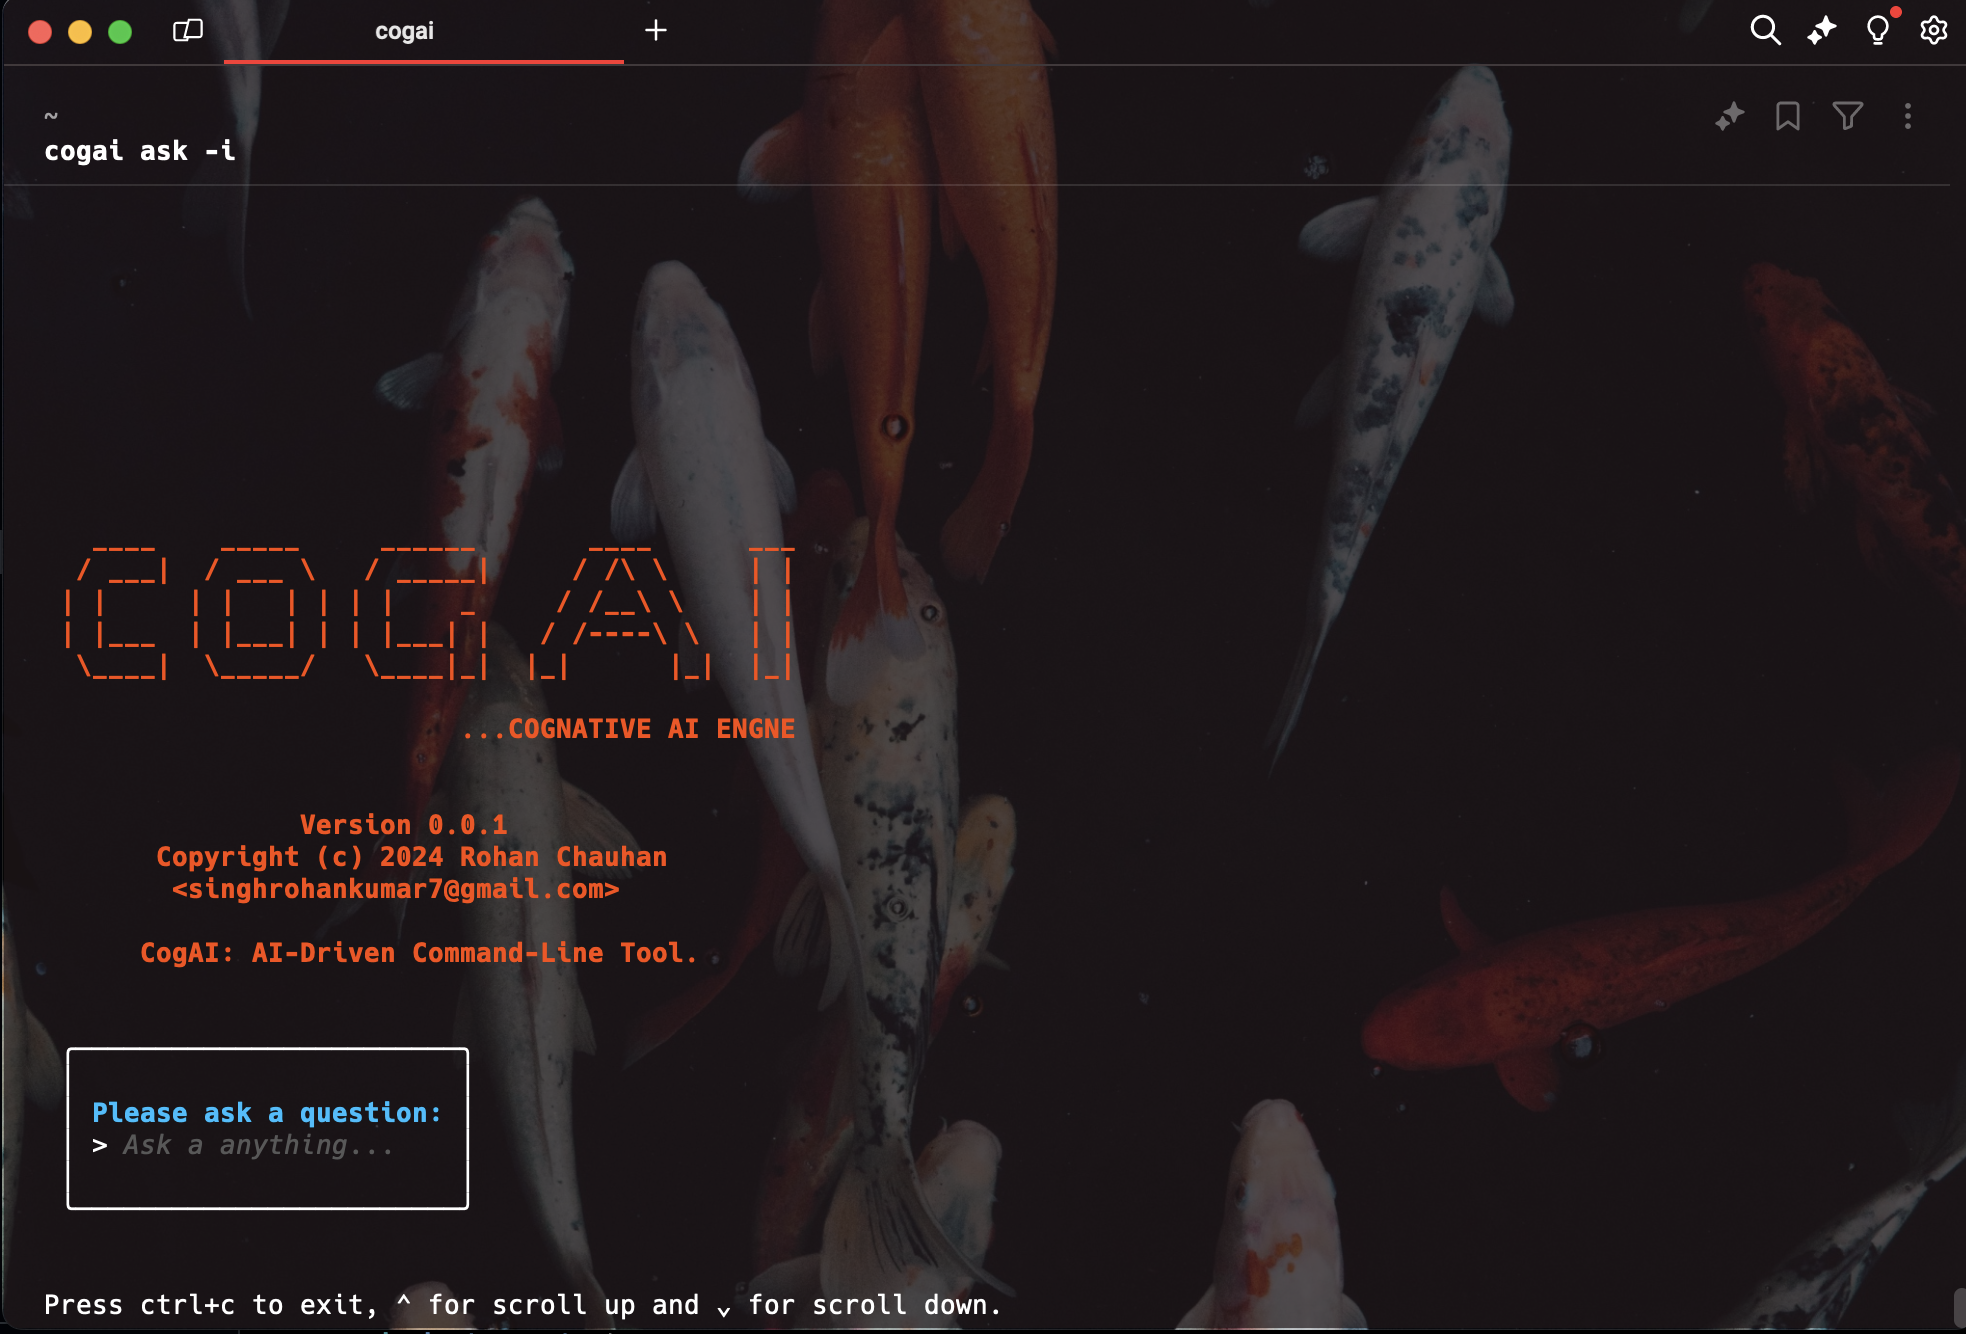 cogai
~
cogai ask -i
COGAI
...COGNATIVE AI ENGNE
Version 0.0.1
Copyright (c) 2024 Rohan Chauhan
<singhrohankumar7@gmail.com>
CogAI: AI-Driven Command-Line Tool.
Please ask a question:
> Ask a anything...
Press ctrl+c to exit, ^ for scroll up and ⌄ for scroll down.